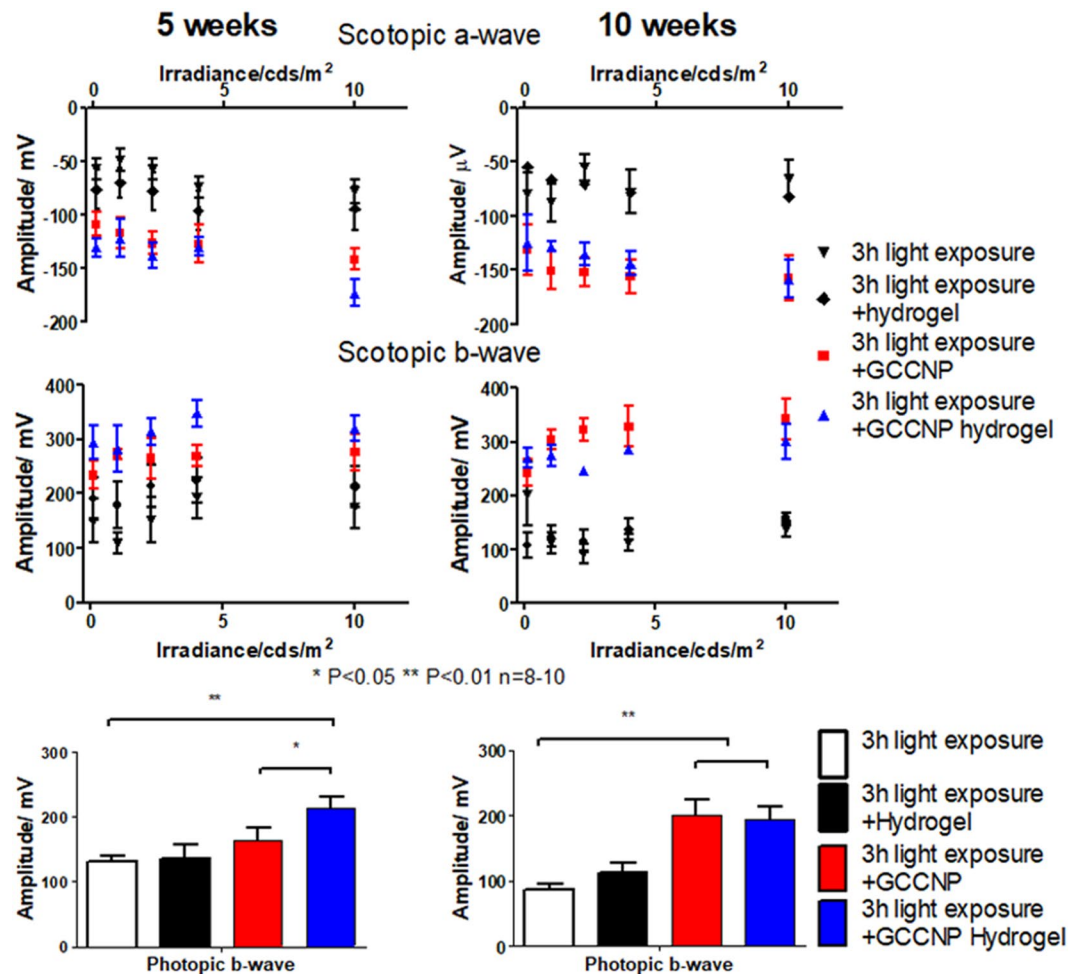 5 weeks
10 weeks
Scotopic a-wave
Irradiance/cds/m²
0 5 10
Amplitude/ mV
0
-50
-100
-150
-200
Irradiance/cds/m²
0 5 10
Amplitude/ μV
0
-50
-100
-150
-200
3h light exposure
3h light exposure
+hydrogel
3h light exposure
+GCCNP
3h light exposure
+GCCNP hydrogel
Scotopic b-wave
Amplitude/ mV
400
300
200
100
0
0 5 10
Irradiance/cds/m²
Amplitude/ mV
400
300
200
100
0
0 5 10
Irradiance/cds/m²
* P<0.05 ** P<0.01 n=8-10
**
*
Amplitude/ mV
300
200
100
0
Photopic b-wave
**
Amplitude/ mV
300
200
100
0
Photopic b-wave
3h light exposure
3h light exposure
+Hydrogel
3h light exposure
+GCCNP
3h light exposure
+GCCNP Hydrogel